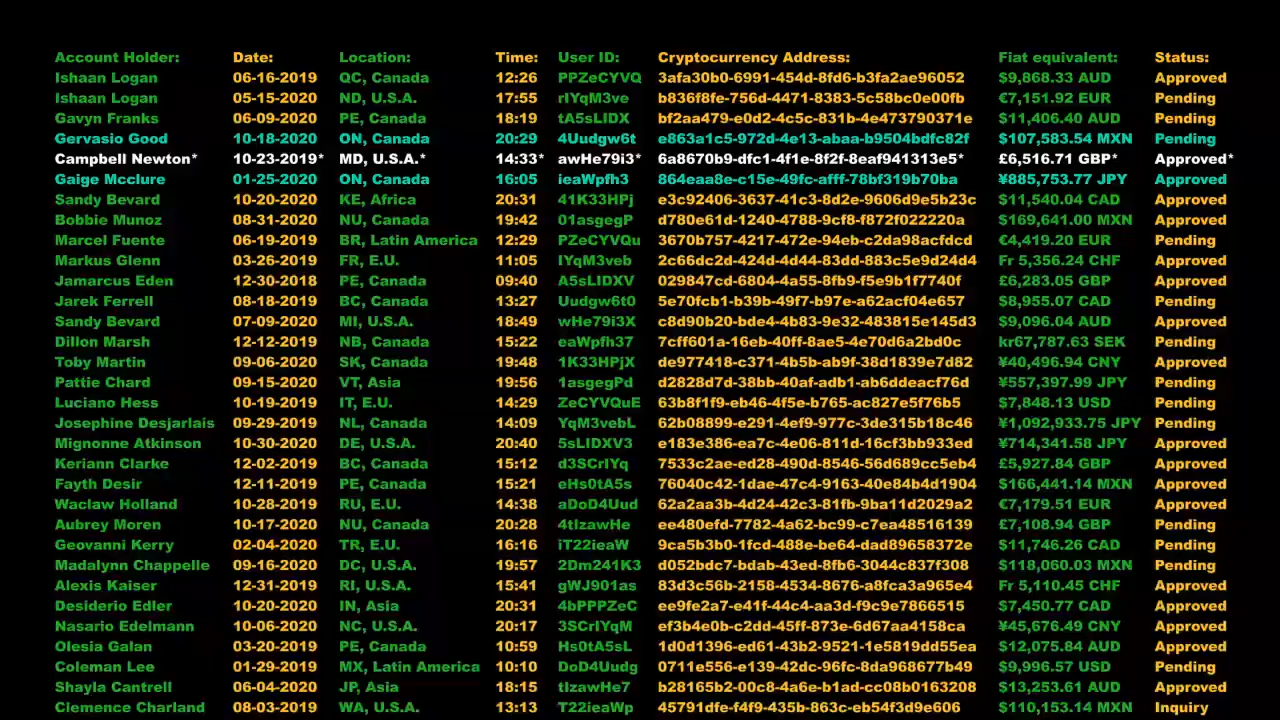 Account Holder: Date: Location: Time: User ID: Cryptocurrency Address: Fiat equivalent: Status:
Ishaan Logan 06-16-2019 QC, Canada 12:26 PPZeCYVQ 3afa30b0-6991-454d-8fd6-b3fa2ae96052 $9,868.33 AUD Approved
Ishaan Logan 05-15-2020 ND, U.S.A. 17:55 rIYqM3ve b836f8fe-756d-4471-8383-5c58bc0e00fb €7,151.92 EUR Pending
Gavyn Franks 06-09-2020 PE, Canada 18:19 tA5sLIDX bf2aa479-e0d2-4c5c-831b-4e473790371e $11,406.40 AUD Pending
Gervasio Good 10-18-2020 ON, Canada 20:29 4Uudgw6t e863a1c5-972d-4e13-abaa-b9504bdfc82f $107,583.54 MXN Pending
Campbell Newton* 10-23-2019* MD, U.S.A.* 14:33* awHe79i3* 6a8670b9-dfc1-4f1e-8f2f-8eaf941313e5* £6,516.71 GBP* Approved*
Gaige Mcclure 01-25-2020 ON, Canada 16:05 ieaWpfh3 864eaa8e-c15e-49fc-afff-78bf319b70ba ¥885,753.77 JPY Approved
Sandy Bevard 10-20-2020 KE, Africa 20:31 41K33HPj e3c92406-3637-41c3-8d2e-9606d9e5b23c $11,540.04 CAD Approved
Bobbie Munoz 08-31-2020 NU, Canada 19:42 01asgegP d780e61d-1240-4788-9cf8-f872f022220a $169,641.00 MXN Pending
Marcel Fuente 06-19-2019 BR, Latin America 12:29 PZeCYVQu 3670b757-4217-472e-94eb-c2da98acfdcd €4,419.20 EUR Pending
Markus Glenn 03-26-2019 FR, E.U. 11:05 IYqM3veb 2c66dc2d-424d-4d44-83dd-883c5e9d24d4 Fr 5,356.24 CHF Approved
Jamarcus Eden 12-30-2018 PE, Canada 09:40 A5sLIDXV 029847cd-6804-4a55-8fb9-f5e9b1f7740f £6,283.05 GBP Approved
Jarek Ferrell 08-18-2019 BC, Canada 13:27 Uudgw6t0 5e70fcb1-b39b-49f7-b97e-a62acf04e657 $8,955.07 CAD Pending
Sandy Bevard 07-09-2020 MI, U.S.A. 18:49 wHe79i3X c8d90b20-bde4-4b83-9e32-483815e145d3 $9,096.04 AUD Approved
Dillon Marsh 12-12-2019 NB, Canada 15:22 eaWpfh37 7cff601a-16eb-40ff-8ae5-4e70d6a2bd0c kr67,787.63 SEK Pending
Toby Martin 09-06-2020 SK, Canada 19:48 1K33HPjX de977418-c371-4b5b-ab9f-38d1839e7d82 ¥40,496.94 CNY Approved
Pattie Chard 09-15-2020 VT, Asia 19:56 1asgegPd d2828d7d-38bb-40af-adb1-ab6ddeacf76d ¥557,397.99 JPY Pending
Luciano Hess 10-19-2019 IT, E.U. 14:29 ZeCYVQuE 63b8f1f9-eb46-4f5e-b765-ac827e5f76b5 $7,848.13 USD Pending
Josephine Desjarlais 09-29-2019 NL, Canada 14:09 YqM3vebL 62b08899-e291-4ef9-977c-3de315b18c46 ¥1,092,933.75 JPY Pending
Mignonne Atkinson 10-30-2020 DE, U.S.A. 20:40 5sLIDXV3 e183e386-ea7c-4e06-811d-16cf3bb933ed ¥714,341.58 JPY Approved
Keriann Clarke 12-02-2019 BC, Canada 15:12 d3SCrIYq 7533c2ae-ed28-490d-8546-56d689cc5eb4 £5,927.84 GBP Approved
Fayth Desir 12-11-2019 PE, Canada 15:21 eHs0tA5s 76040c42-1dae-47c4-9163-40e84b4d1904 $166,441.14 MXN Approved
Waclaw Holland 10-28-2019 RU, E.U. 14:38 aDoD4Uud 62a2aa3b-4d24-42c3-81fb-9ba11d2029a2 €7,179.51 EUR Approved
Aubrey Moren 10-17-2020 NU, Canada 20:28 4tIzawHe ee480efd-7782-4a62-bc99-c7ea48516139 £7,108.94 GBP Pending
Geovanni Kerry 02-04-2020 TR, E.U. 16:16 iT22ieaW 9ca5b3b0-1fcd-488e-be64-dad89658372e $11,746.26 CAD Pending
Madalynn Chappelle 09-16-2020 DC, U.S.A. 19:57 2Dm241K3 d052bdc7-bdab-43ed-8fb6-3044c837f308 $118,060.03 MXN Pending
Alexis Kaiser 12-31-2019 RI, U.S.A. 15:41 gWJ901as 83d3c56b-2158-4534-8676-a8fca3a965e4 Fr 5,110.45 CHF Approved
Desiderio Edler 10-20-2020 IN, Asia 20:31 4bPPPZeC ee9fe2a7-e41f-44c4-aa3d-f9c9e7866515 $7,450.77 CAD Approved
Nasario Edelmann 10-06-2020 NC, U.S.A. 20:17 3SCrIYqM ef3b4e0b-c2dd-45ff-873e-6d67aa4158ca ¥45,676.49 CNY Approved
Olesia Galan 03-20-2019 PE, Canada 10:59 Hs0tA5sL 1d0d1396-ed61-43b2-9521-1e5819dd55ea $12,075.84 AUD Approved
Coleman Lee 01-29-2019 MX, Latin America 10:10 DoD4Uudg 0711e556-e139-42dc-96fc-8da968677b49 $9,996.57 USD Pending
Shayla Cantrell 06-04-2020 JP, Asia 18:15 tIzawHe7 b28165b2-00c8-4a6e-b1ad-cc08b0163208 $13,253.61 AUD Approved
Clemence Charland 08-03-2019 WA, U.S.A. 13:13 T22ieaWp 45791dfe-f4f9-435b-863c-eb54f3d9e606 $110,153.14 MXN Inquiry